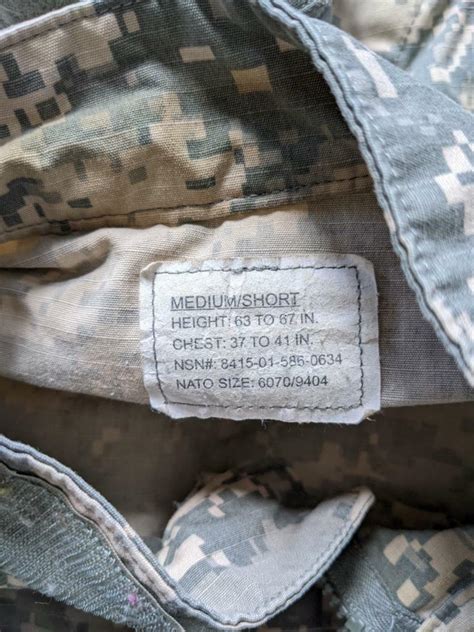 MEDIUM/SHORT
HEIGHT: 63 TO 67 IN.
CHEST: 37 TO 41 IN.
NSN#: 8415-01-586-0634
NATO SIZE: 6070/9404